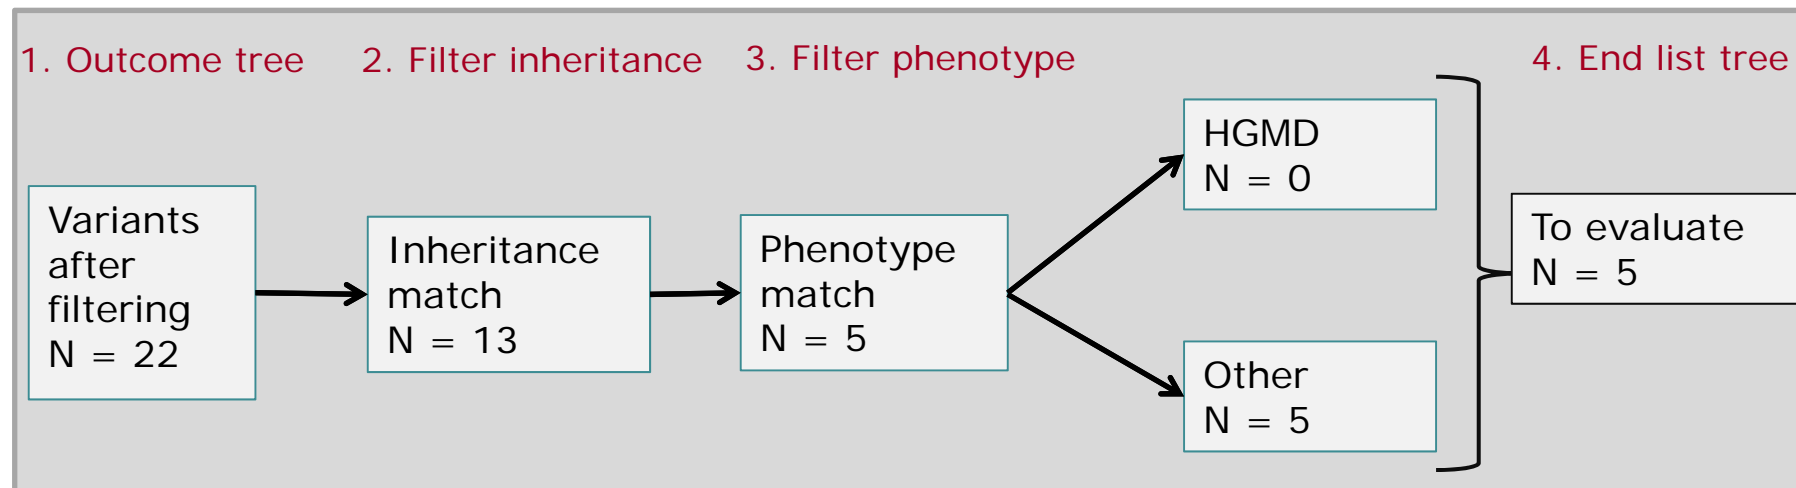 1. Outcome tree
2. Filter inheritance
3. Filter phenotype
4. End list tree
Variants
after
filtering
N = 22
Inheritance
match
N = 13
Phenotype
match
N = 5
HGMD
N = 0
Other
N = 5
To evaluate
N = 5